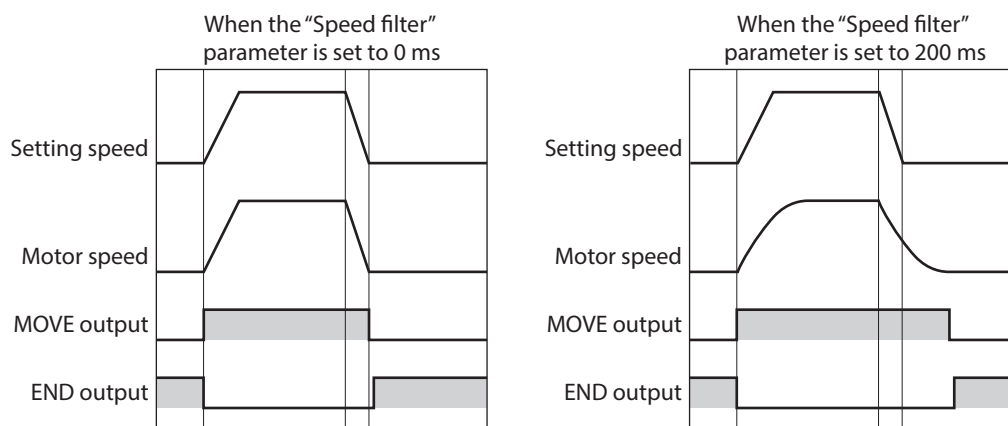 When the “Speed filter”
parameter is set to 0 ms
Setting speed
Motor speed
MOVE output
END output
When the “Speed filter”
parameter is set to 200 ms
Setting speed
Motor speed
MOVE output
END output